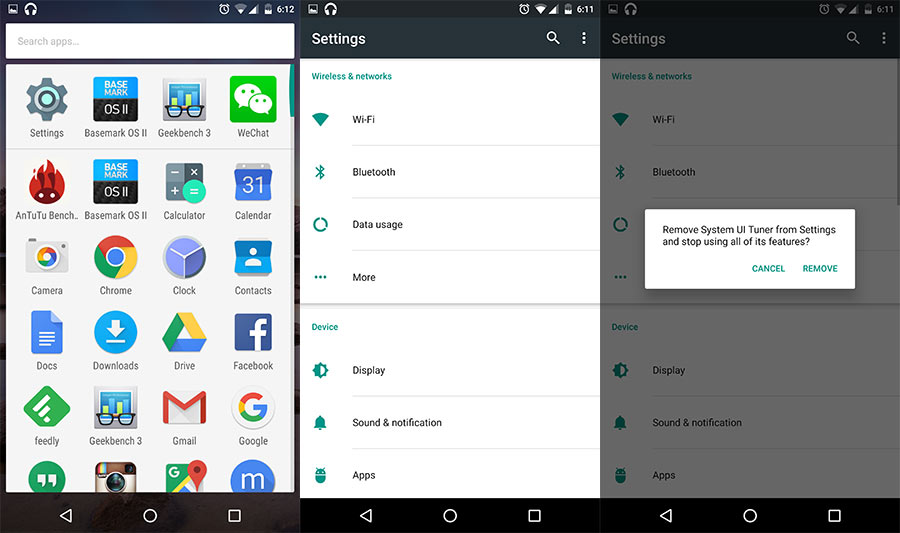 6:12
Search apps...
Settings
BASE
MARK
OS II
Basemark OS II
Geekbench 3
WeChat
AnTuTu Bench..
BASE
MARK
OS II
Basemark OS II
Calculator
31
Calendar
Camera
Chrome
Clock
Contacts
Docs
Downloads
Drive
Facebook
feedly
Geekbench 3
Gmail
Google
6:11
Settings
Wireless & networks
Wi-Fi
Bluetooth
Data usage
More
Device
Display
Sound & notification
Apps
6:11
Settings
Wireless & networks
Wi-Fi
Bluetooth
Remove System UI Tuner from Settings
and stop using all of its features?
CANCEL REMOVE
Device
Display
Sound & notification
Apps